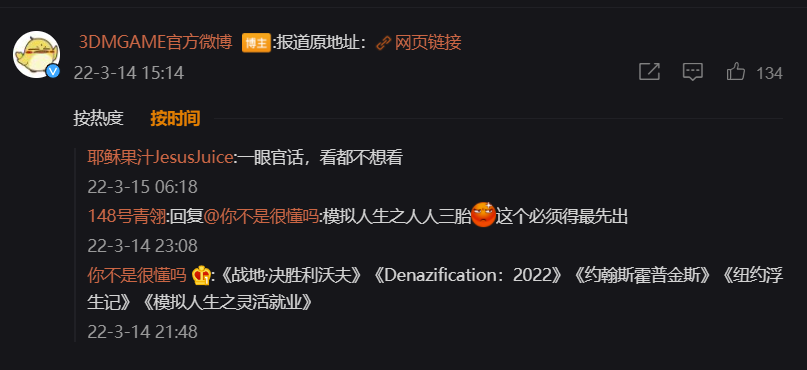 3DMGAME官方微博 博主:报道原地址： 网页链接
22-3-14 15:14
134
按热度 按时间
耶稣果汁JesusJuice:一眼官话，看都不想看
22-3-15 06:18
148号青翎:回复@你不是很懂吗:模拟人生之人人三胎这个必须得最先出
22-3-14 23:08
你不是很懂吗:《战地·决胜利沃夫》《Denazification：2022》《约翰斯霍普金斯》《纽约浮
生记》《模拟人生之灵活就业》
22-3-14 21:48